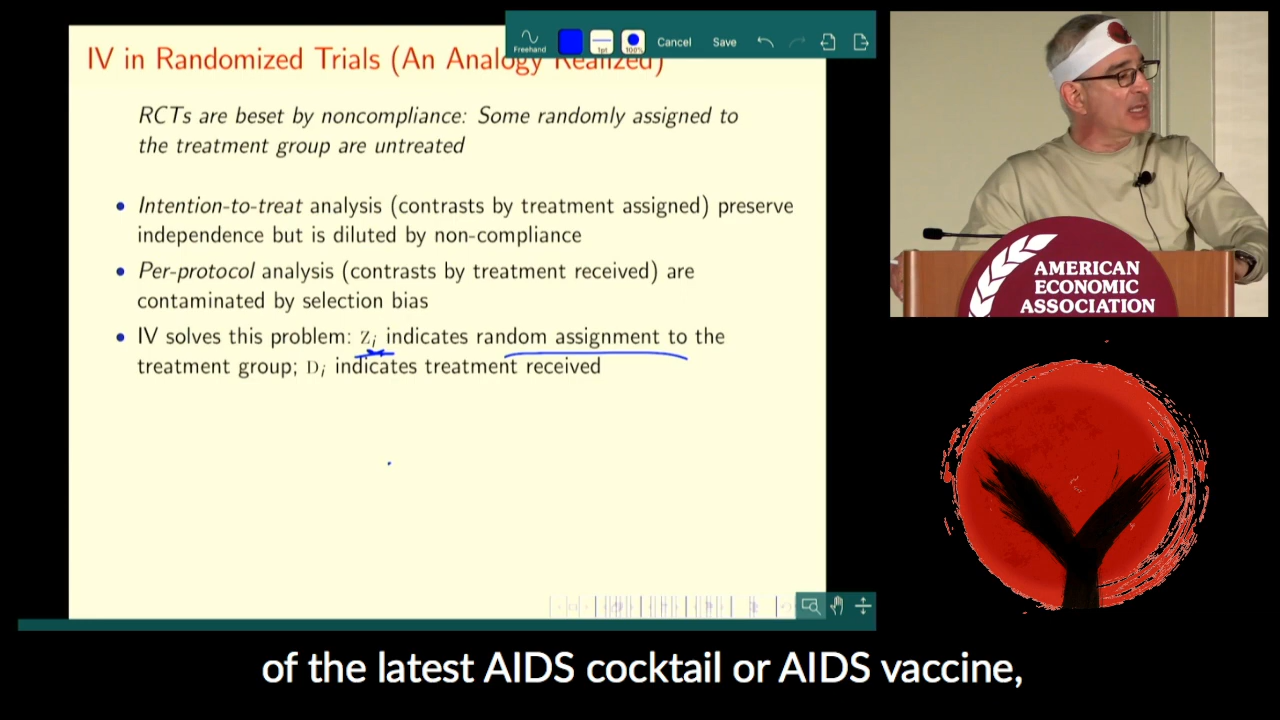 IV in Randomized Trials (An Analogy Realized)
Freehand
1pt
100%
Cancel
Save
RCTs are beset by noncompliance: Some randomly assigned to
the treatment group are untreated
• Intention-to-treat analysis (contrasts by treatment assigned) preserve
independence but is diluted by non-compliance
• Per-protocol analysis (contrasts by treatment received) are
contaminated by selection bias
• IV solves this problem: Zi indicates random assignment to the
treatment group; Di indicates treatment received
AMERICAN
ECONOMIC
ASSOCIATION
of the latest AIDS cocktail or AIDS vaccine,